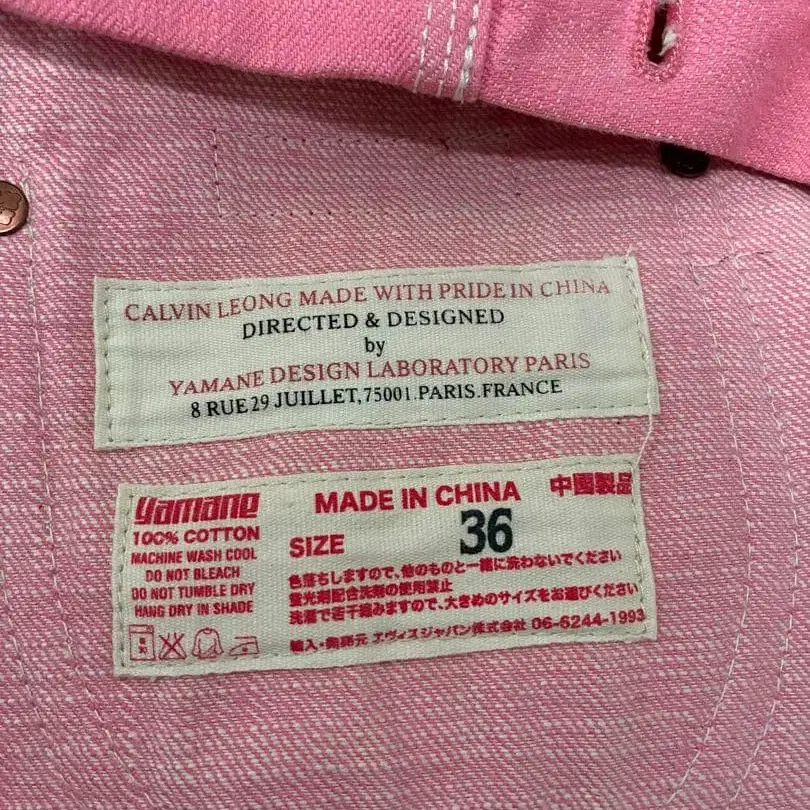 CALVIN LEONG MADE WITH PRIDE IN CHINA
DIRECTED & DESIGNED
by
YAMANE DESIGN LABORATORY PARIS
8 RUE 29 JUILLET,75001.PARIS.FRANCE
yamane
100% COTTON
MACHINE WASH COOL
DO NOT BLEACH
DO NOT TUMBLE DRY
HANG DRY IN SHADE
MADE IN CHINA 中国製品
SIZE 36
色落ちしますので、他のものと一緒に洗わないでください
蛍光剤配合洗剤の使用禁止
洗濯で若干縮みますので、大きめのサイズをお選びください
輸入・発売元 エヴィスジャパン株式会社 06-6244-1993